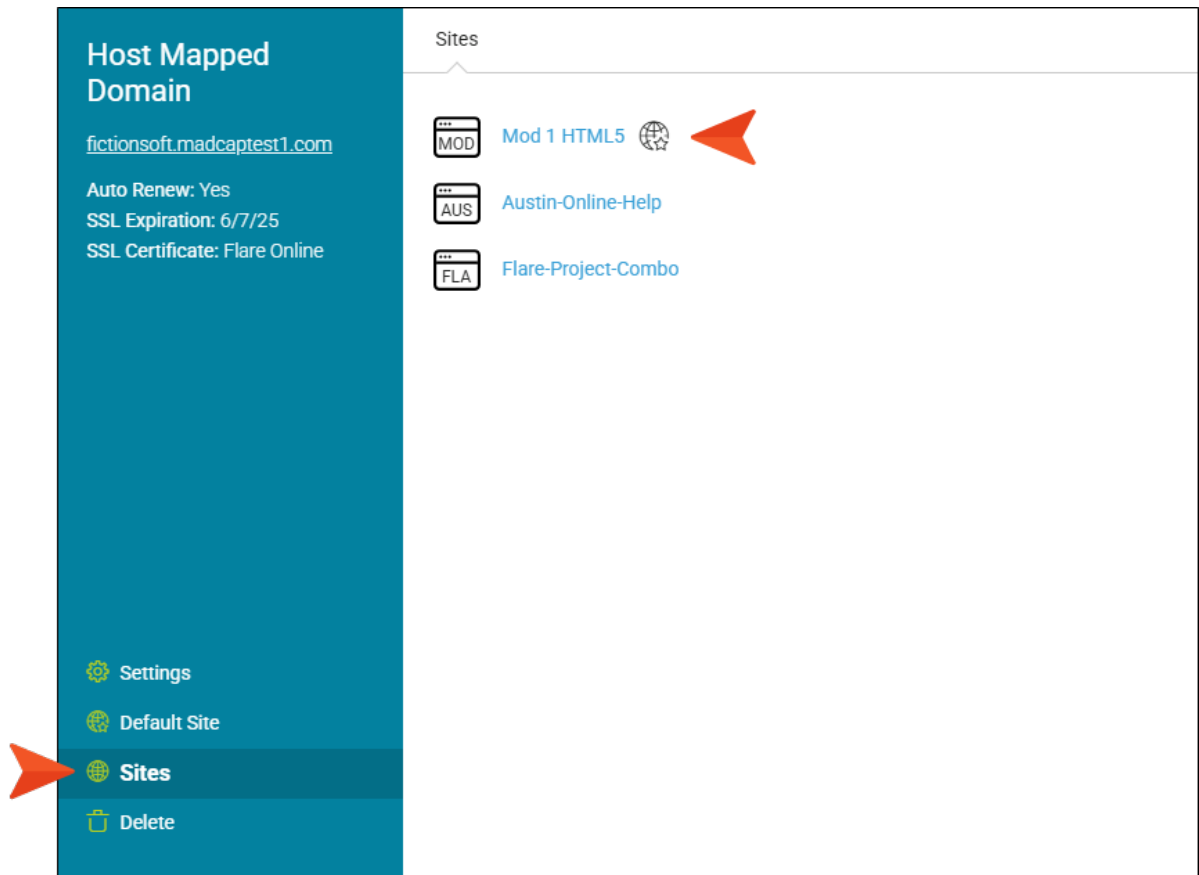 Host Mapped
Domain
fictionsoft.madcaptest1.com
Auto Renew: Yes
SSL Expiration: 6/7/25
SSL Certificate: Flare Online
Settings
Default Site
Sites
Delete
Sites
MOD Mod 1 HTML5
AUS Austin-Online-Help
FLA Flare-Project-Combo